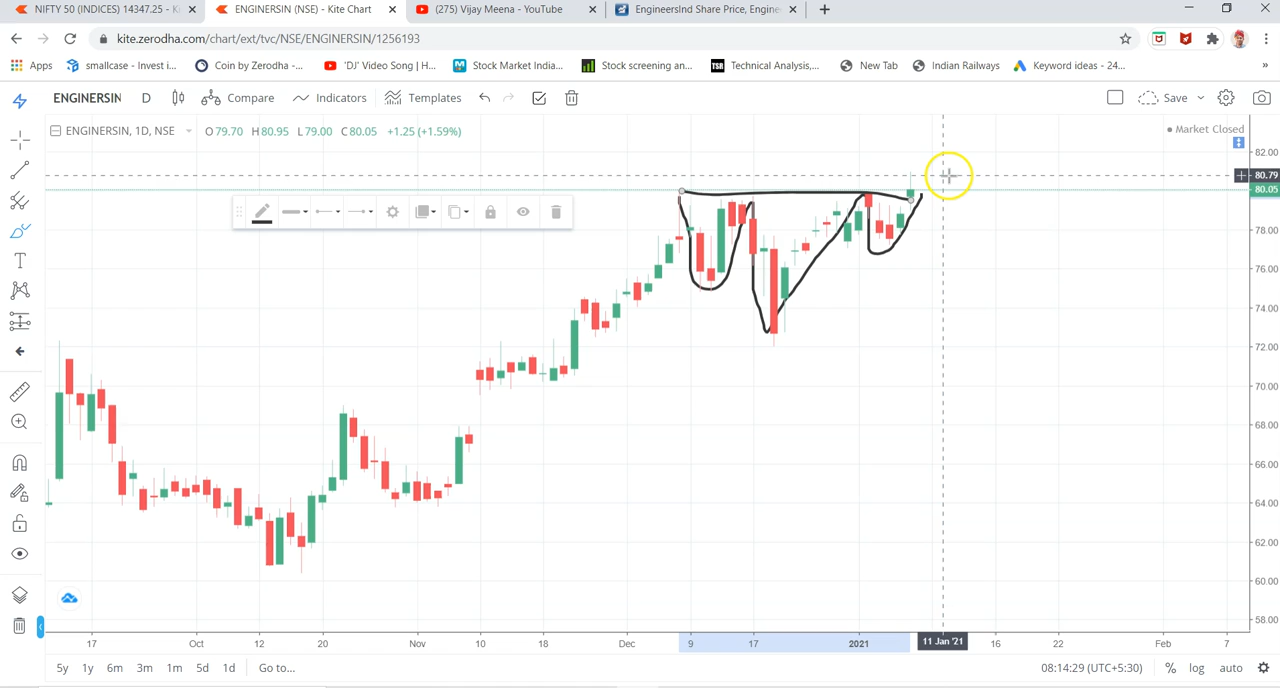 NIFTY 50 (INDICES) 14347.25 - Ki
ENGINERSIN (NSE) - Kite Chart
(275) Vijay Meena - YouTube
EngineersInd Share Price, Engine
kite.zerodha.com/chart/ext/tvc/NSE/ENGINERSIN/1256193
Apps
smallcase - Invest i...
Coin by Zerodha -...
'DJ' Video Song | H...
Stock Market India...
Stock screening an...
TSR
Technical Analysis,...
New Tab
Indian Railways
Keyword ideas - 24...
»
ENGINERSIN
D
Compare
Indicators
Templates
Save
ENGINERSIN, 1D, NSE
O79.70 H80.95 L79.00 C80.05 +1.25 (+1.59%)
Market Closed
82.00
80.79
80.05
78.00
76.00
74.00
72.00
70.00
68.00
66.00
64.00
62.00
60.00
58.00
17 Oct 12 20 Nov 10 18 Dec 9 17 2021 11 Jan '21 16 22 Feb 7
5y 1y 6m 3m 1m 5d 1d Go to...
08:14:29 (UTC+5:30) % log auto